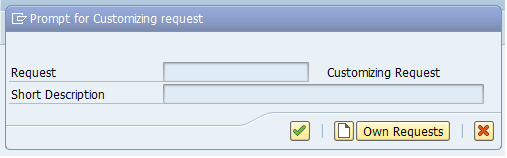 Prompt for Customizing request
Request Customizing Request
Short Description
Own Requests